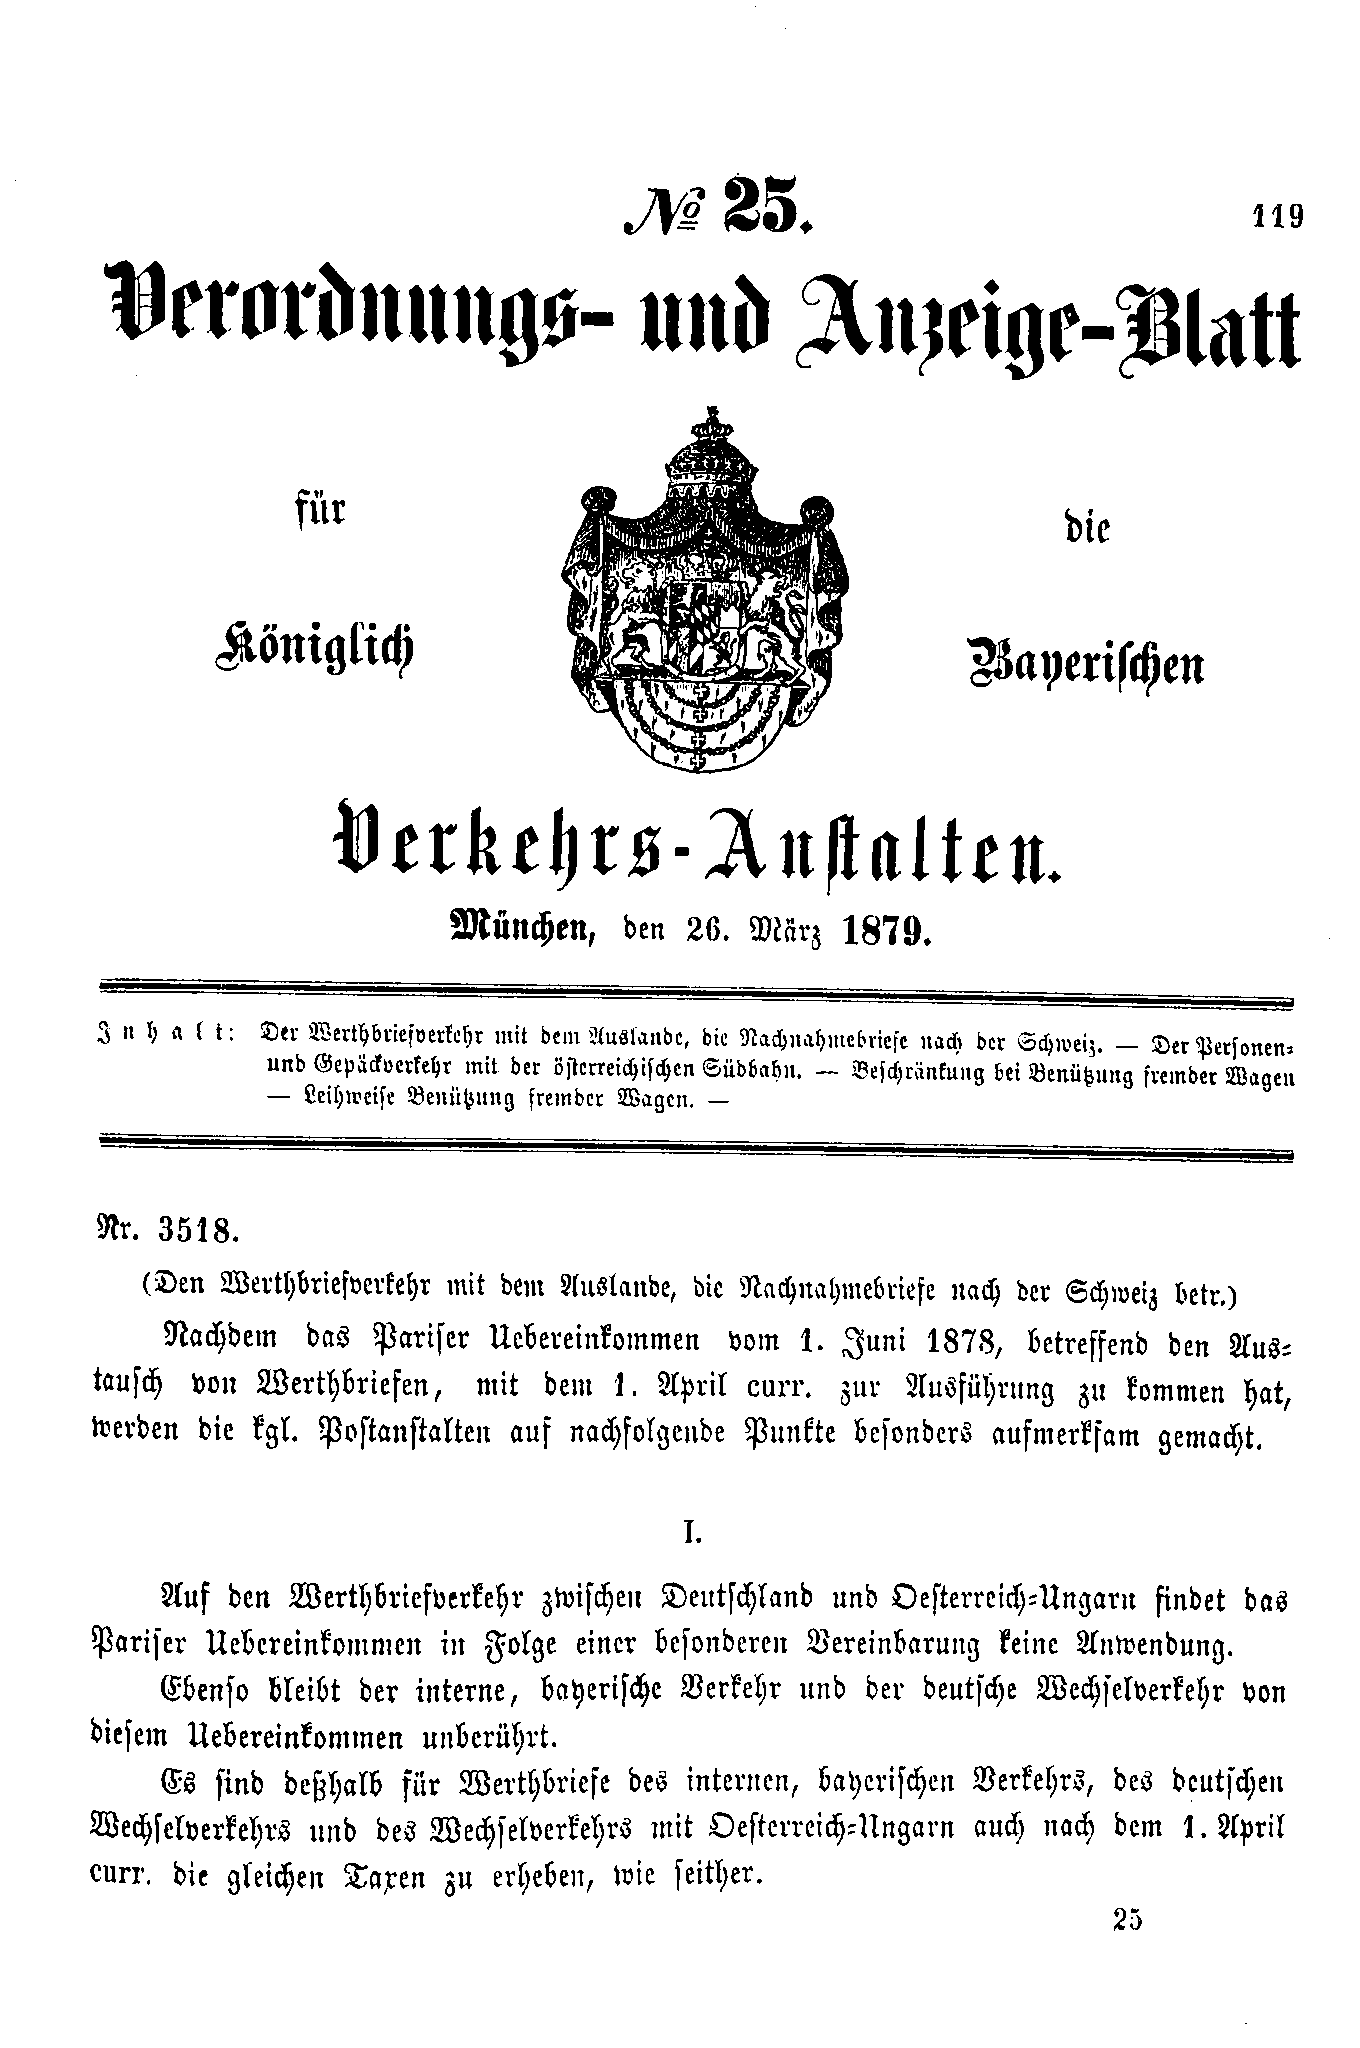 № 25.
119
Verordnungs- und Anzeige-Blatt
für die
Königlich Bayerischen
Verkehrs-Anstalten.
München, den 26. März 1879.
Inhalt: Der Werthbriefverkehr mit dem Auslande, die Nachnahmebriefe nach der Schweiz. — Der Personen-
und Gepäckverkehr mit der österreichischen Südbahn. — Beschränkung bei Benützung fremder Wagen
— Leihweise Benützung fremder Wagen. —
Nr. 3518.
(Den Werthbriefverkehr mit dem Auslande, die Nachnahmebriefe nach der Schweiz betr.)
Nachdem das Pariser Uebereinkommen vom 1. Juni 1878, betreffend den Aus-
tausch von Werthbriefen, mit dem 1. April curr. zur Ausführung zu kommen hat,
werden die kgl. Postanstalten auf nachfolgende Punkte besonders aufmerksam gemacht.
I.
Auf den Werthbriefverkehr zwischen Deutschland und Oesterreich-Ungarn findet das
Pariser Uebereinkommen in Folge einer besonderen Vereinbarung keine Anwendung.
Ebenso bleibt der interne, bayerische Verkehr und der deutsche Wechselverkehr von
diesem Uebereinkommen unberührt.
Es sind deßhalb für Werthbriefe des internen, bayerischen Verkehrs, des deutschen
Wechselverkehrs und des Wechselverkehrs mit Oesterreich-Ungarn auch nach dem 1. April
curr. die gleichen Taxen zu erheben, wie seither.
25